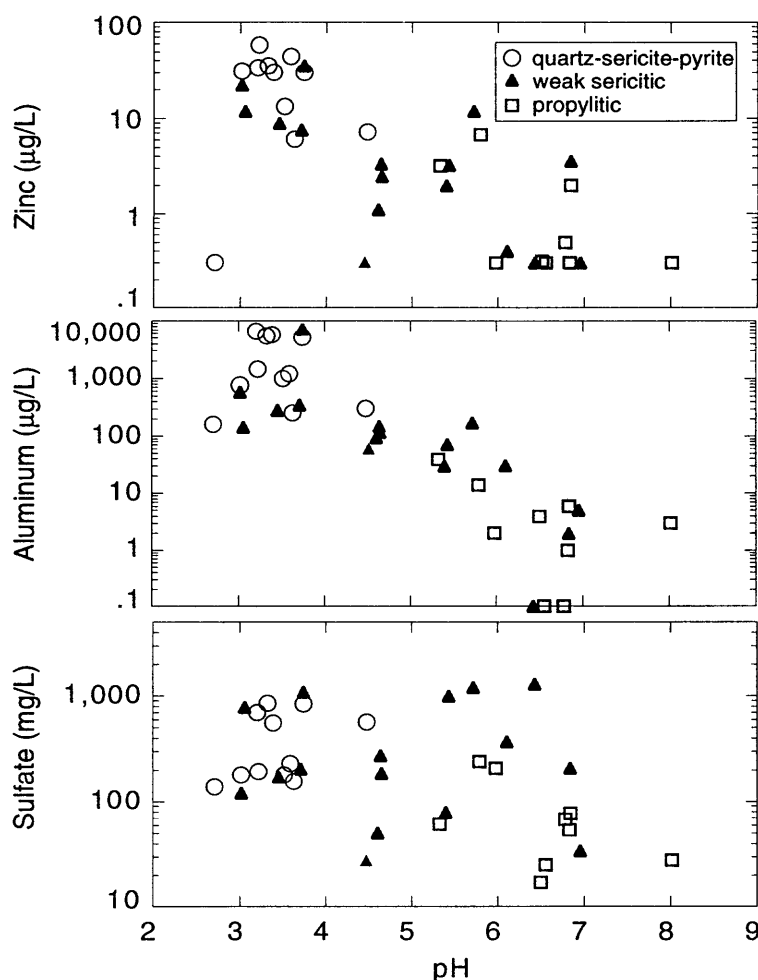 100
10
1
.1
Zinc (µg/L)
quartz-sericite-pyrite
weak sericitic
propylitic
10,000
1,000
100
10
1
.1
Aluminum (µg/L)
1,000
100
10
Sulfate (mg/L)
2 3 4 5 6 7 8 9
pH